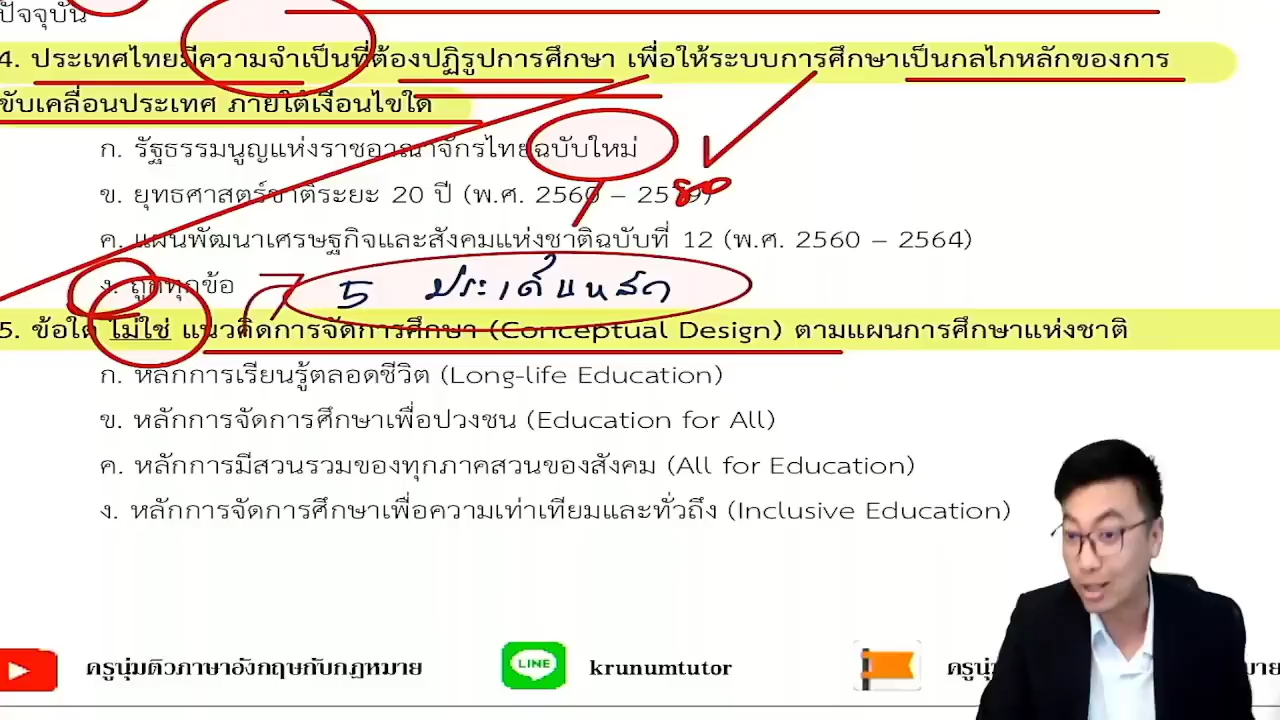 ปัจจุบัน
4. ประเทศไทยมีความจำเป็นที่ต้องปฏิรูปการศึกษา เพื่อให้ระบบการศึกษาเป็นกลไกหลักของการ
ขับเคลื่อนประเทศ ภายใต้เงื่อนไขใด
ก. รัฐธรรมนูญแห่งราชอาณาจักรไทยฉบับใหม่
ข. ยุทธศาสตร์ชาติระยะ 20 ปี (พ.ศ. 2560 – 2579)
80
ค. แผนพัฒนาเศรษฐกิจและสังคมแห่งชาติฉบับที่ 12 (พ.ศ. 2560 – 2564)
ง. ถูกทุกข้อ
5 ประเด็น
5. ข้อใด ไม่ใช่ แนวคิดการจัดการศึกษา (Conceptual Design) ตามแผนการศึกษาแห่งชาติ
ก. หลักการเรียนรู้ตลอดชีวิต (Long-life Education)
ข. หลักการจัดการศึกษาเพื่อปวงชน (Education for All)
ค. หลักการมีส่วนร่วมของทุกภาคส่วนของสังคม (All for Education)
ง. หลักการจัดการศึกษาเพื่อความเท่าเทียมและทั่วถึง (Inclusive Education)
ครูนุ่มติวภาษาอังกฤษกับกฎหมาย
LINE
krunumtutor